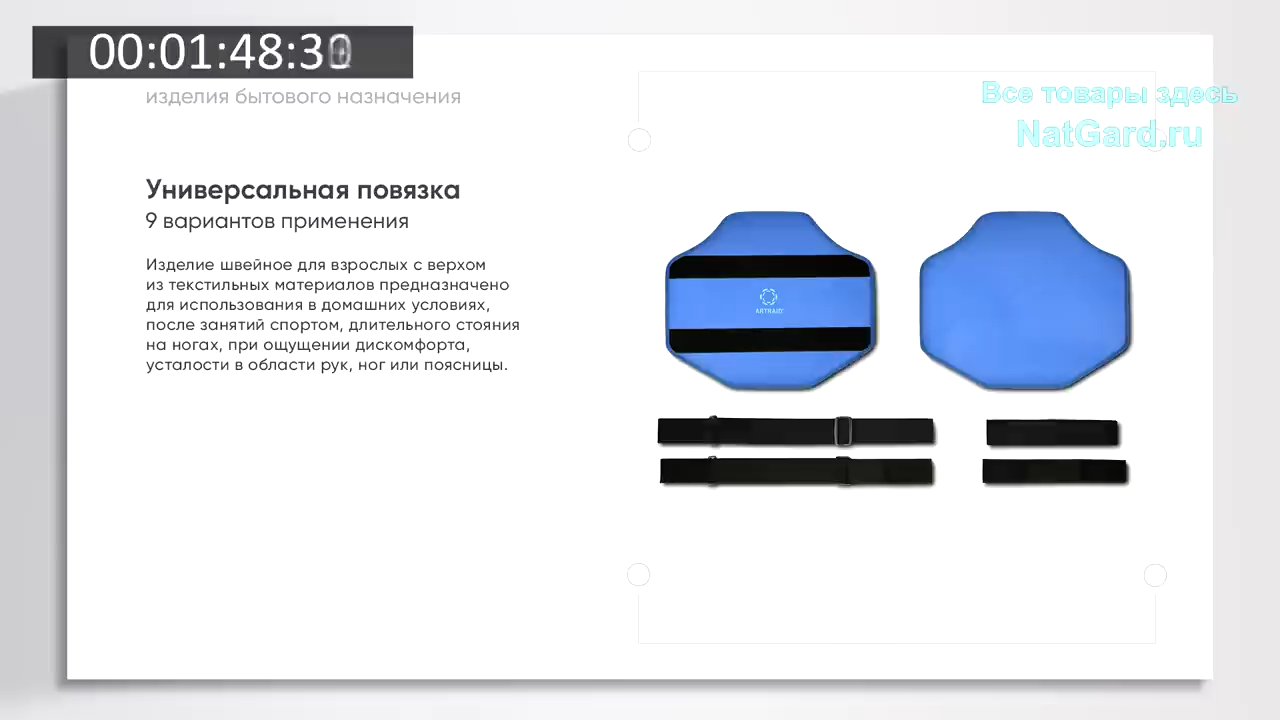 00:01:48:30
изделия бытового назначения
Все товары здесь
NatGard.ru
Универсальная повязка
9 вариантов применения
Изделие швейное для взрослых с верхом
из текстильных материалов предназначено
для использования в домашних условиях,
после занятий спортом, длительного стояния
на ногах, при ощущении дискомфорта,
усталости в области рук, ног или поясницы.
ARTRAID